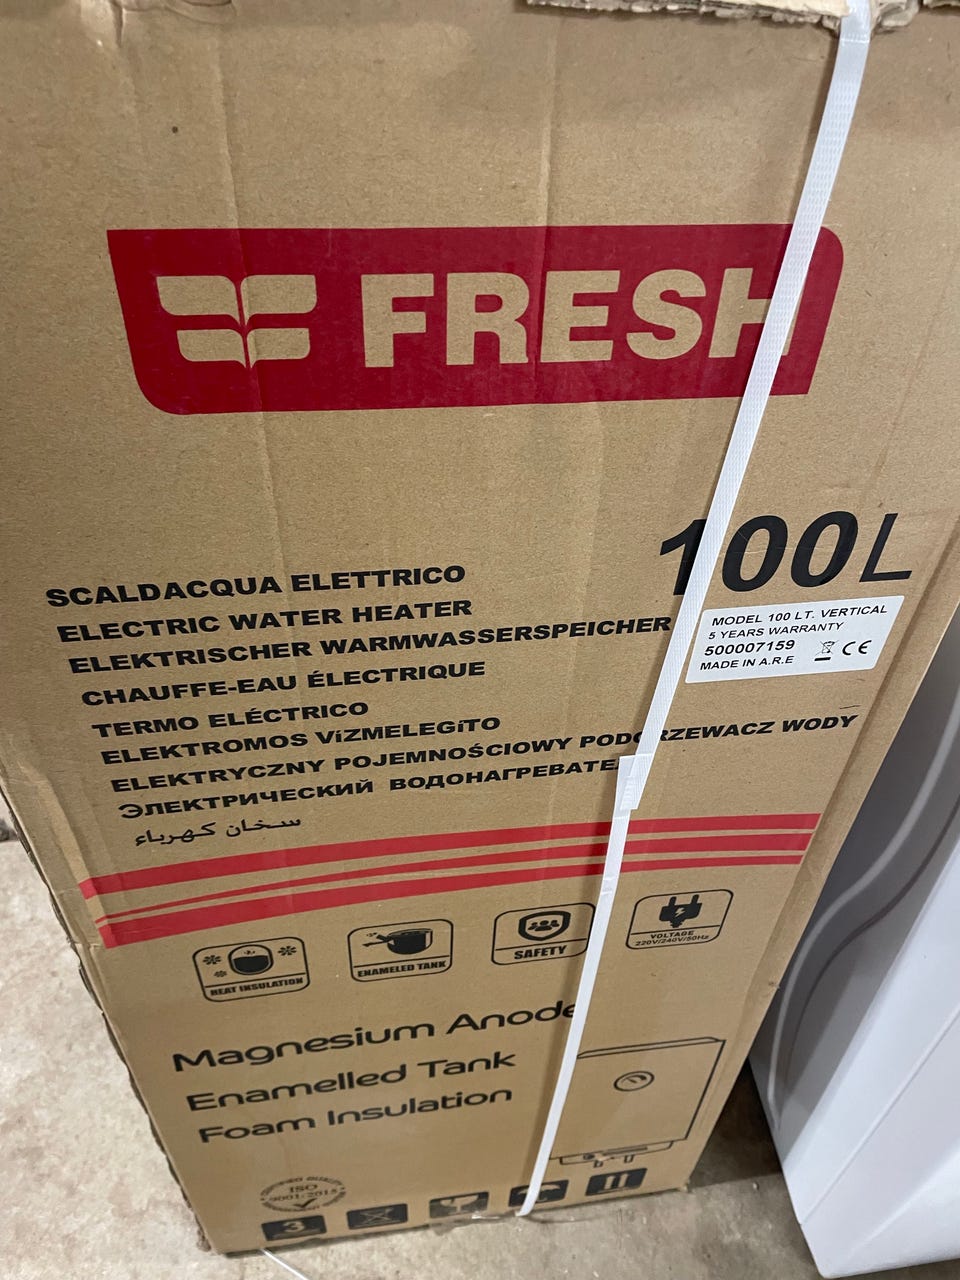 FRESH
100L
MODEL 100 LT. VERTICAL
5 YEARS WARRANTY
500007159
MADE IN A.R.E
CE
SCALDACQUA ELETTRICO
ELECTRIC WATER HEATER
ELEKTRISCHER WARMWASSERSPEICHER
CHAUFFE-EAU ÉLECTRIQUE
TERMO ELÉCTRICO
ELEKTROMOS VíZMELEGíTO
ELEKTRYCZNY POJEMNOŚCIOWY PODGRZEWACZ WODY
ЭЛЕКТРИЧЕСКИЙ ВОДОНАГРЕВАТЕ
سخان كهرباء
HEAT INSULATION
ENAMELED TANK
SAFETY
VOLTAGE
220V/240V/50Hz
Magnesium Anode
Enamelled Tank
Foam Insulation
ISO
9001:2015
3